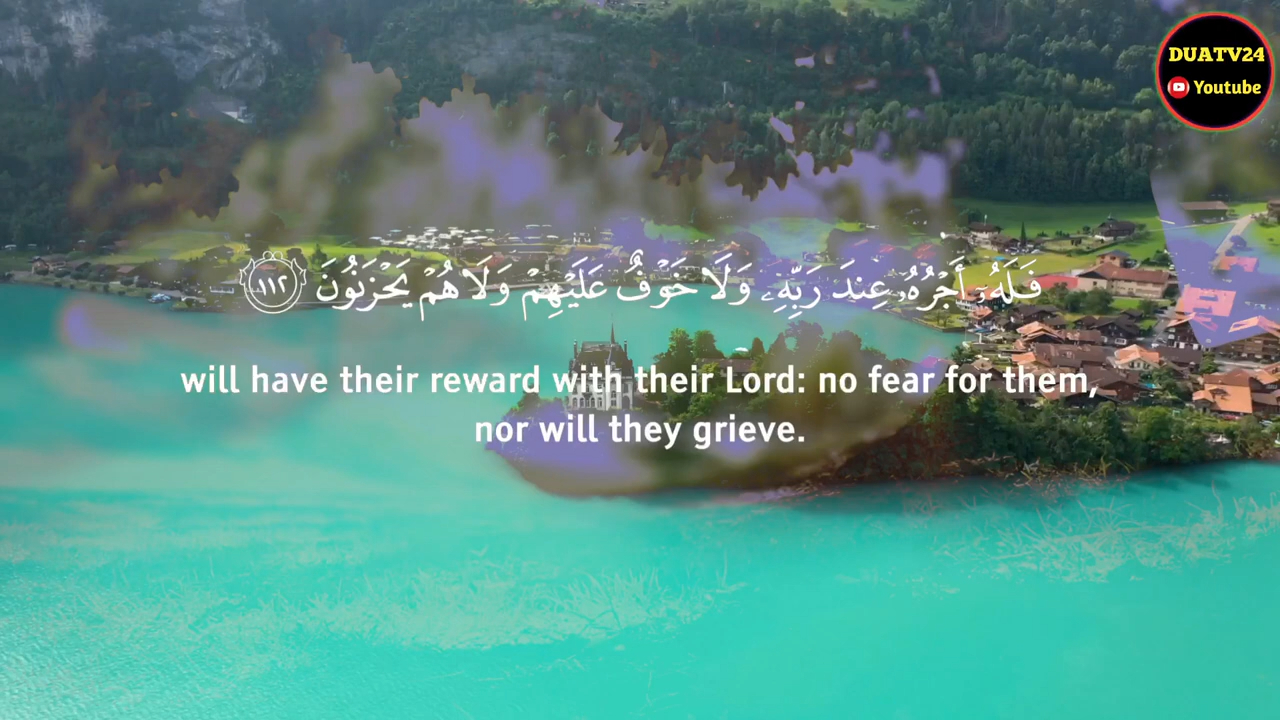 DUATV24
Youtube
فَلَهُۥٓ أَجْرُهُۥ عِندَ رَبِّهِۦ وَلَا خَوْفٌ عَلَيْهِمْ وَلَا هُمْ يَحْزَنُونَ ١١٢
will have their reward with their Lord: no fear for them,
nor will they grieve.